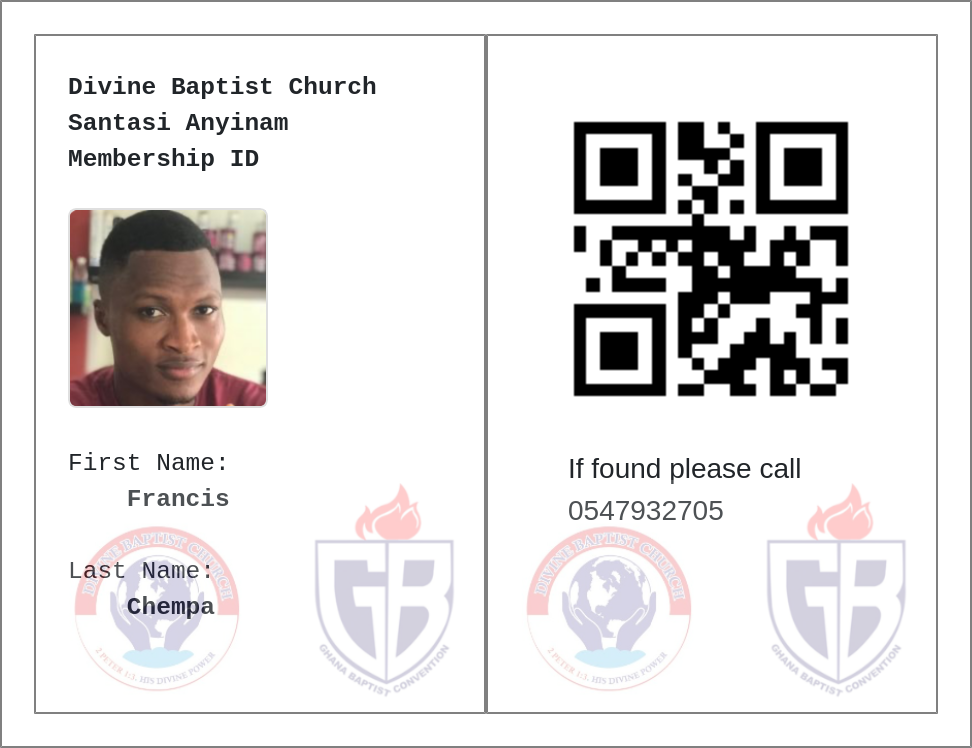 Divine Baptist Church
Santasi Anyinam
Membership ID
First Name:
Francis
Last Name:
Chempa
DIVINE BAPTIST CHURCH
2 PETER 1:3, HIS DIVINE POWER
GB
GHANA BAPTIST CONVENTION
If found please call
0547932705
DIVINE BAPTIST CHURCH
2 PETER 1:3, HIS DIVINE POWER
GB
GHANA BAPTIST CONVENTION